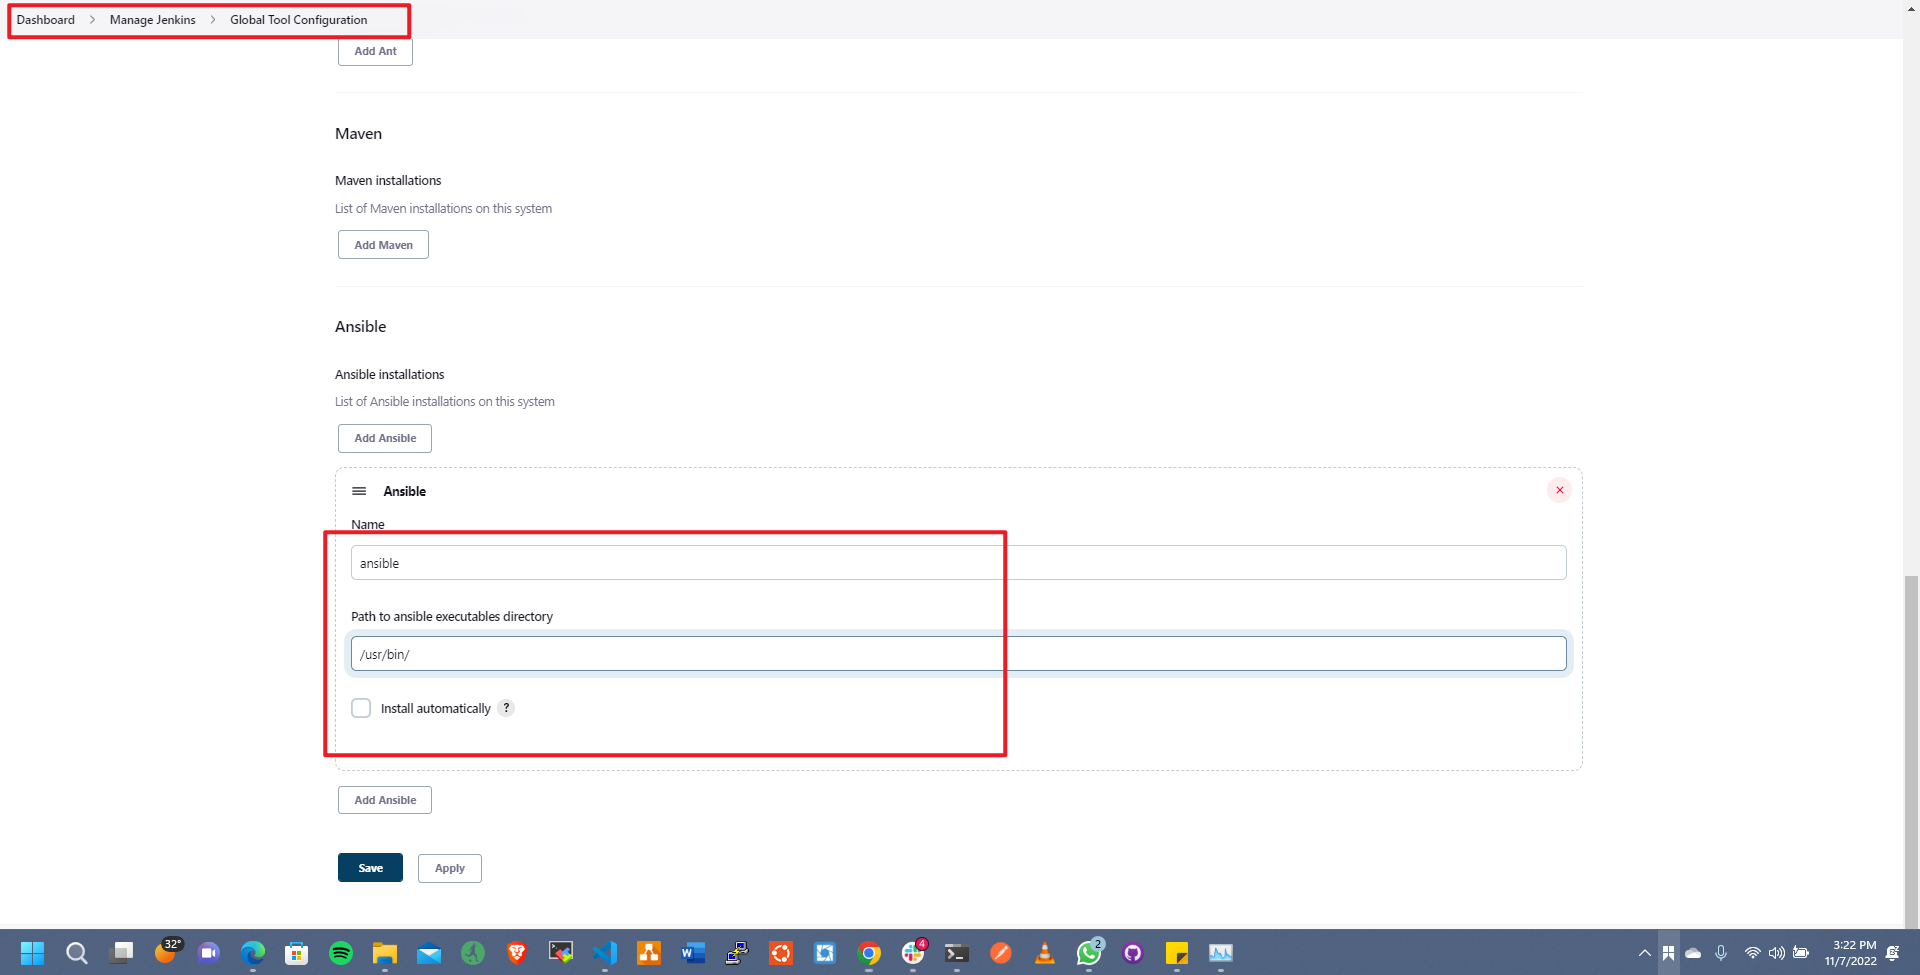 Dashboard > Manage Jenkins > Global Tool Configuration
Add Ant
Maven
Maven installations
List of Maven installations on this system
Add Maven
Ansible
Ansible installations
List of Ansible installations on this system
Add Ansible
Ansible
Name
ansible
Path to ansible executables directory
/usr/bin/
Install automatically ?
Add Ansible
Save Apply
32°
4
2
3:22 PM
11/7/2022